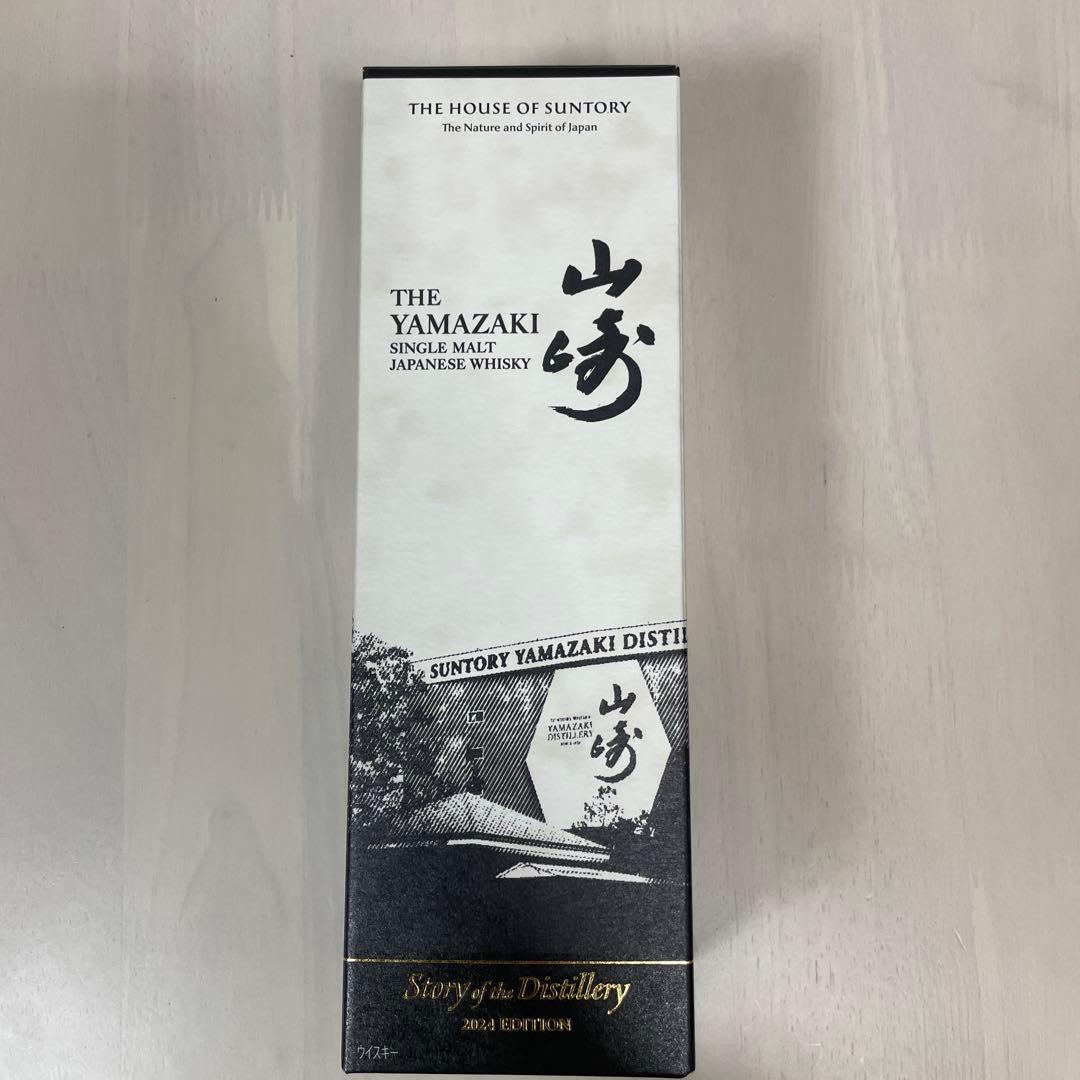 THE HOUSE OF SUNTORY
The Nature and Spirit of Japan
山崎
THE
YAMAZAKI
SINGLE MALT
JAPANESE WHISKY
SUNTORY YAMAZAKI DISTIL
山崎
YAMAZAKI
DISTILLERY
Story of the Distillery
2024 EDITION
ウイスキー